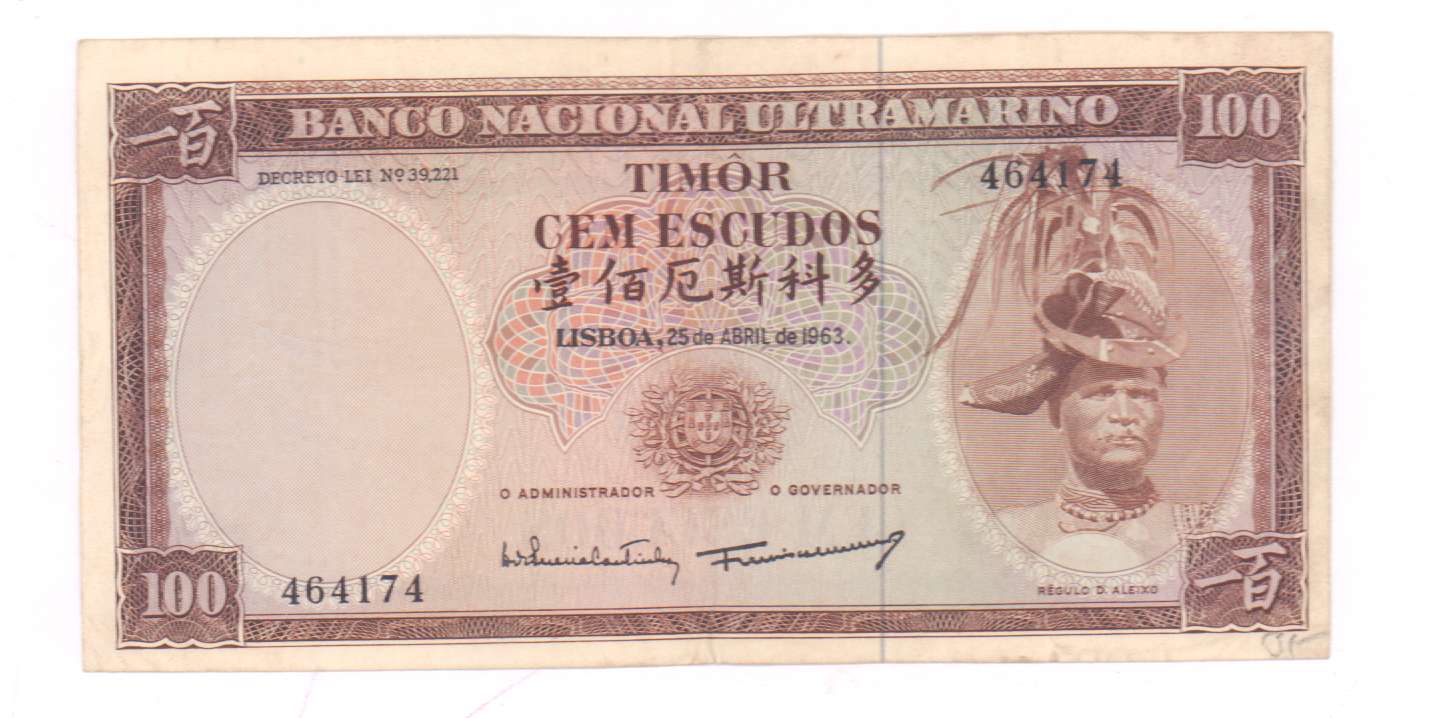 一百 BANCO NACIONAL ULTRAMARINO 100
DECRETO LEI Nº 39,221
TIMÔR
464174
CEM ESCUDOS
壹佰厄斯科多
LISBOA, 25 de ABRIL de 1963.
O ADMINISTRADOR
O GOVERNADOR
100
464174
RÉGULO D. ALEIXO
一百